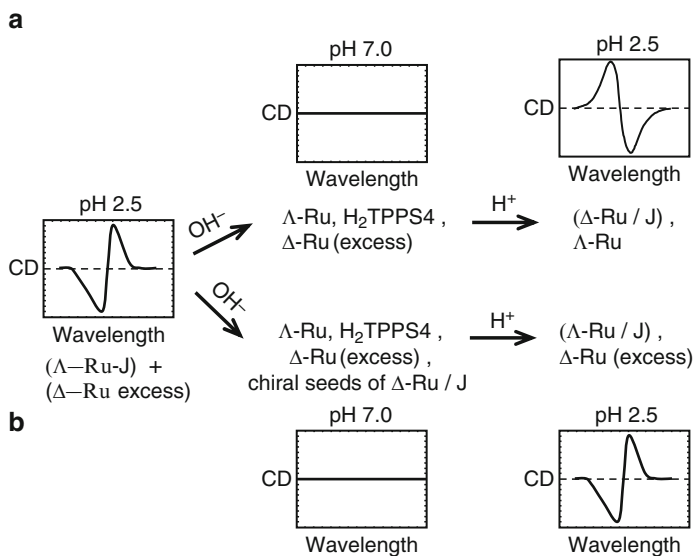 a
pH 7.0
CD
Wavelength
pH 2.5
CD
Wavelength
pH 2.5
CD
Wavelength
(Λ–Ru-J) +
(Δ–Ru excess)
OH⁻
Λ-Ru, H₂TPPS4 ,
Δ-Ru (excess)
H⁺
(Δ-Ru / J) ,
Λ-Ru
OH⁻
Λ-Ru, H₂TPPS4,
Δ-Ru (excess) ,
chiral seeds of Δ-Ru / J
H⁺
(Λ-Ru / J) ,
Δ-Ru (excess)
b
pH 7.0
CD
Wavelength
pH 2.5
CD
Wavelength